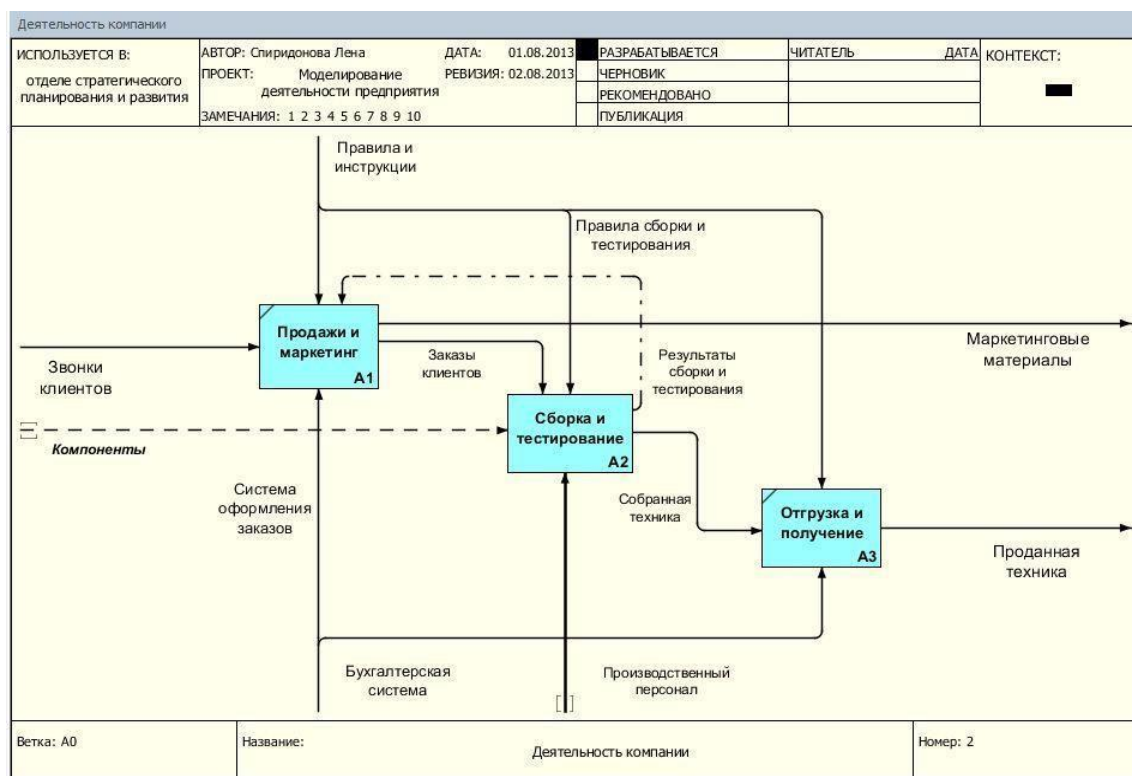 Деятельность компании
ИСПОЛЬЗУЕТСЯ В:
отделе стратегического
планирования и развития
АВТОР: Спиридонова Лена
ДАТА: 01.08.2013
ПРОЕКТ: Моделирование
деятельности предприятия
РЕВИЗИЯ: 02.08.2013
ЗАМЕЧАНИЯ: 1 2 3 4 5 6 7 8 9 10
РАЗРАБАТЫВАЕТСЯ
ЧЕРНОВИК
РЕКОМЕНДОВАНО
ПУБЛИКАЦИЯ
ЧИТАТЕЛЬ ДАТА
КОНТЕКСТ:
Правила и
инструкции
Правила сборки и
тестирования
Продажи и
маркетинг
A1
Маркетинговые
материалы
Звонки
клиентов
Заказы
клиентов
Результаты
сборки и
тестирования
Сборка и
тестирование
A2
Компоненты
Система
оформления
заказов
Собранная
техника
Отгрузка и
получение
A3
Проданная
техника
Бухгалтерская
система
Производственный
персонал
Ветка: A0
Название:
Деятельность компании
Номер: 2